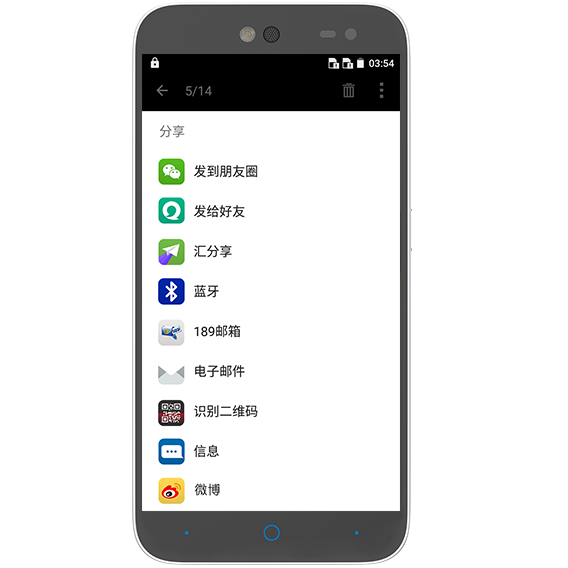 03:54
5/14
分享
发到朋友圈
发给好友
汇分享
蓝牙
189邮箱
电子邮件
识别二维码
信息
微博